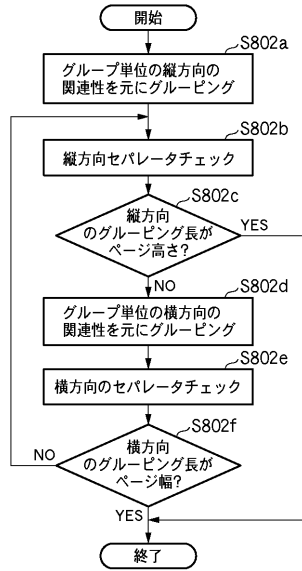 開始
S802a
グループ単位の縦方向の
関連性を元にグルーピング
S802b
縦方向セパレータチェック
S802c
縦方向
のグルーピング長が
ページ高さ?
YES
NO
S802d
グループ単位の横方向の
関連性を元にグルーピング
S802e
横方向のセパレータチェック
S802f
横方向
のグルーピング長が
ページ幅?
NO
YES
終了